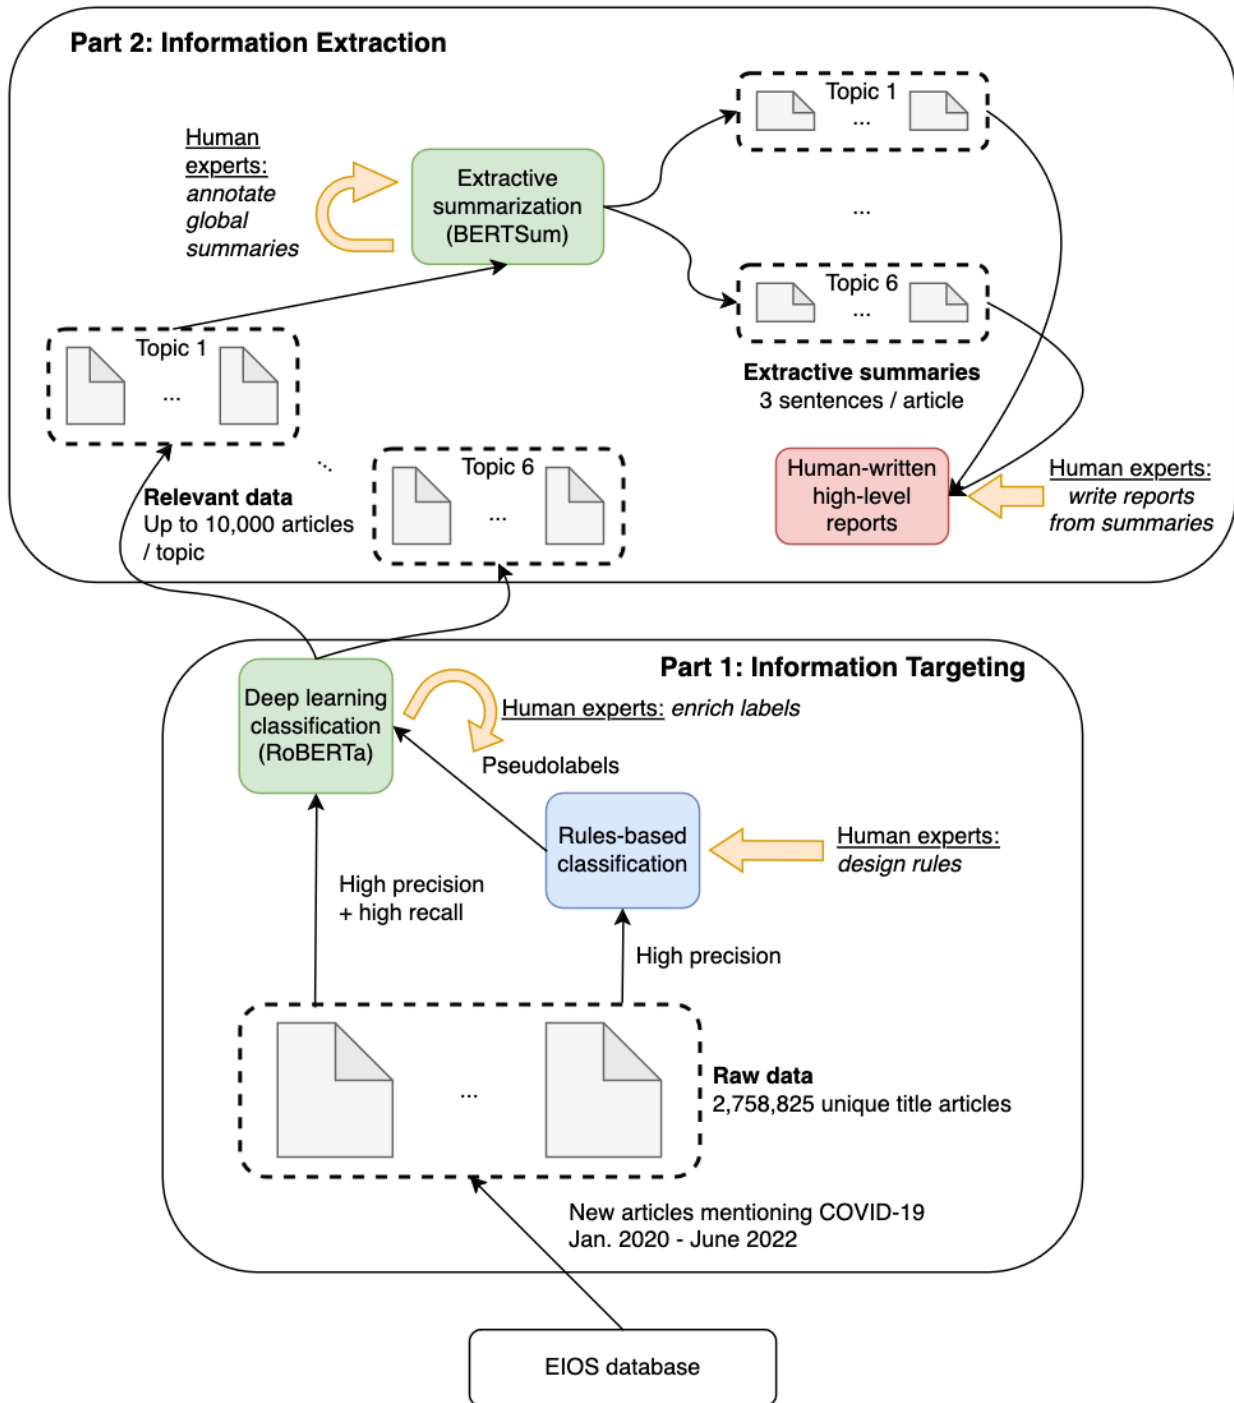 Part 2: Information Extraction
Topic 1
...
Human
experts:
annotate
global
summaries
Extractive
summarization
(BERTSum)
...
Topic 6
...
Extractive summaries
3 sentences / article
Topic 1
...
...
Topic 6
...
Relevant data
Up to 10,000 articles
/ topic
Human-written
high-level
reports
Human experts:
write reports
from summaries
Part 1: Information Targeting
Deep learning
classification
(RoBERTa)
Human experts: enrich labels
Pseudolabels
Rules-based
classification
Human experts:
design rules
High precision
+ high recall
High precision
...
Raw data
2,758,825 unique title articles
New articles mentioning COVID-19
Jan. 2020 - June 2022
EIOS database